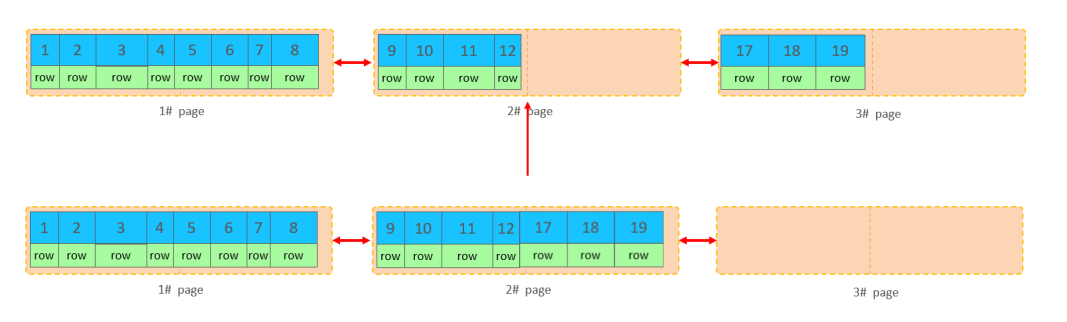 1 2 3 4 5 6 7 8
row row row row row row row row
1# page
9 10 11 12
row row row row
2# page
17 18 19
row row row
3# page
1 2 3 4 5 6 7 8
row row row row row row row row
1# page
9 10 11 12 17 18 19
row row row row row row row
2# page
3# page